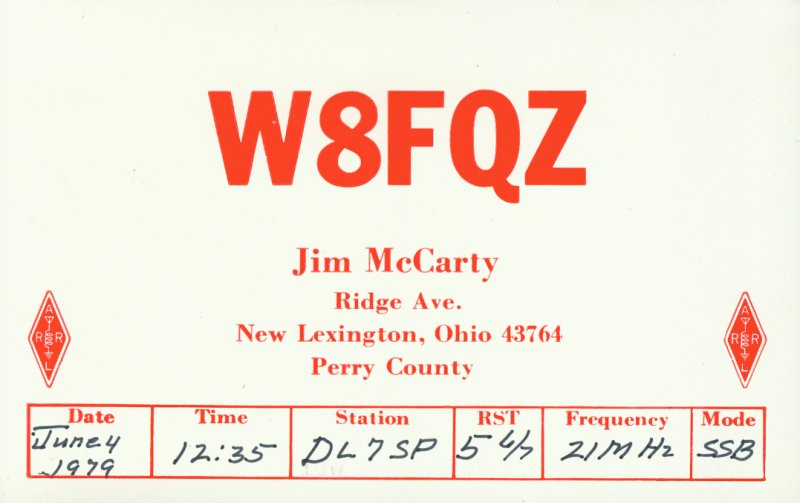 W8FQZ
Jim McCarty
Ridge Ave.
New Lexington, Ohio 43764
Perry County
A
R R
L
A
R R
L
Date Time Station RST Frequency Mode
June 4 12:35 DL7SP 5 6/7 21 MHz SSB
1979